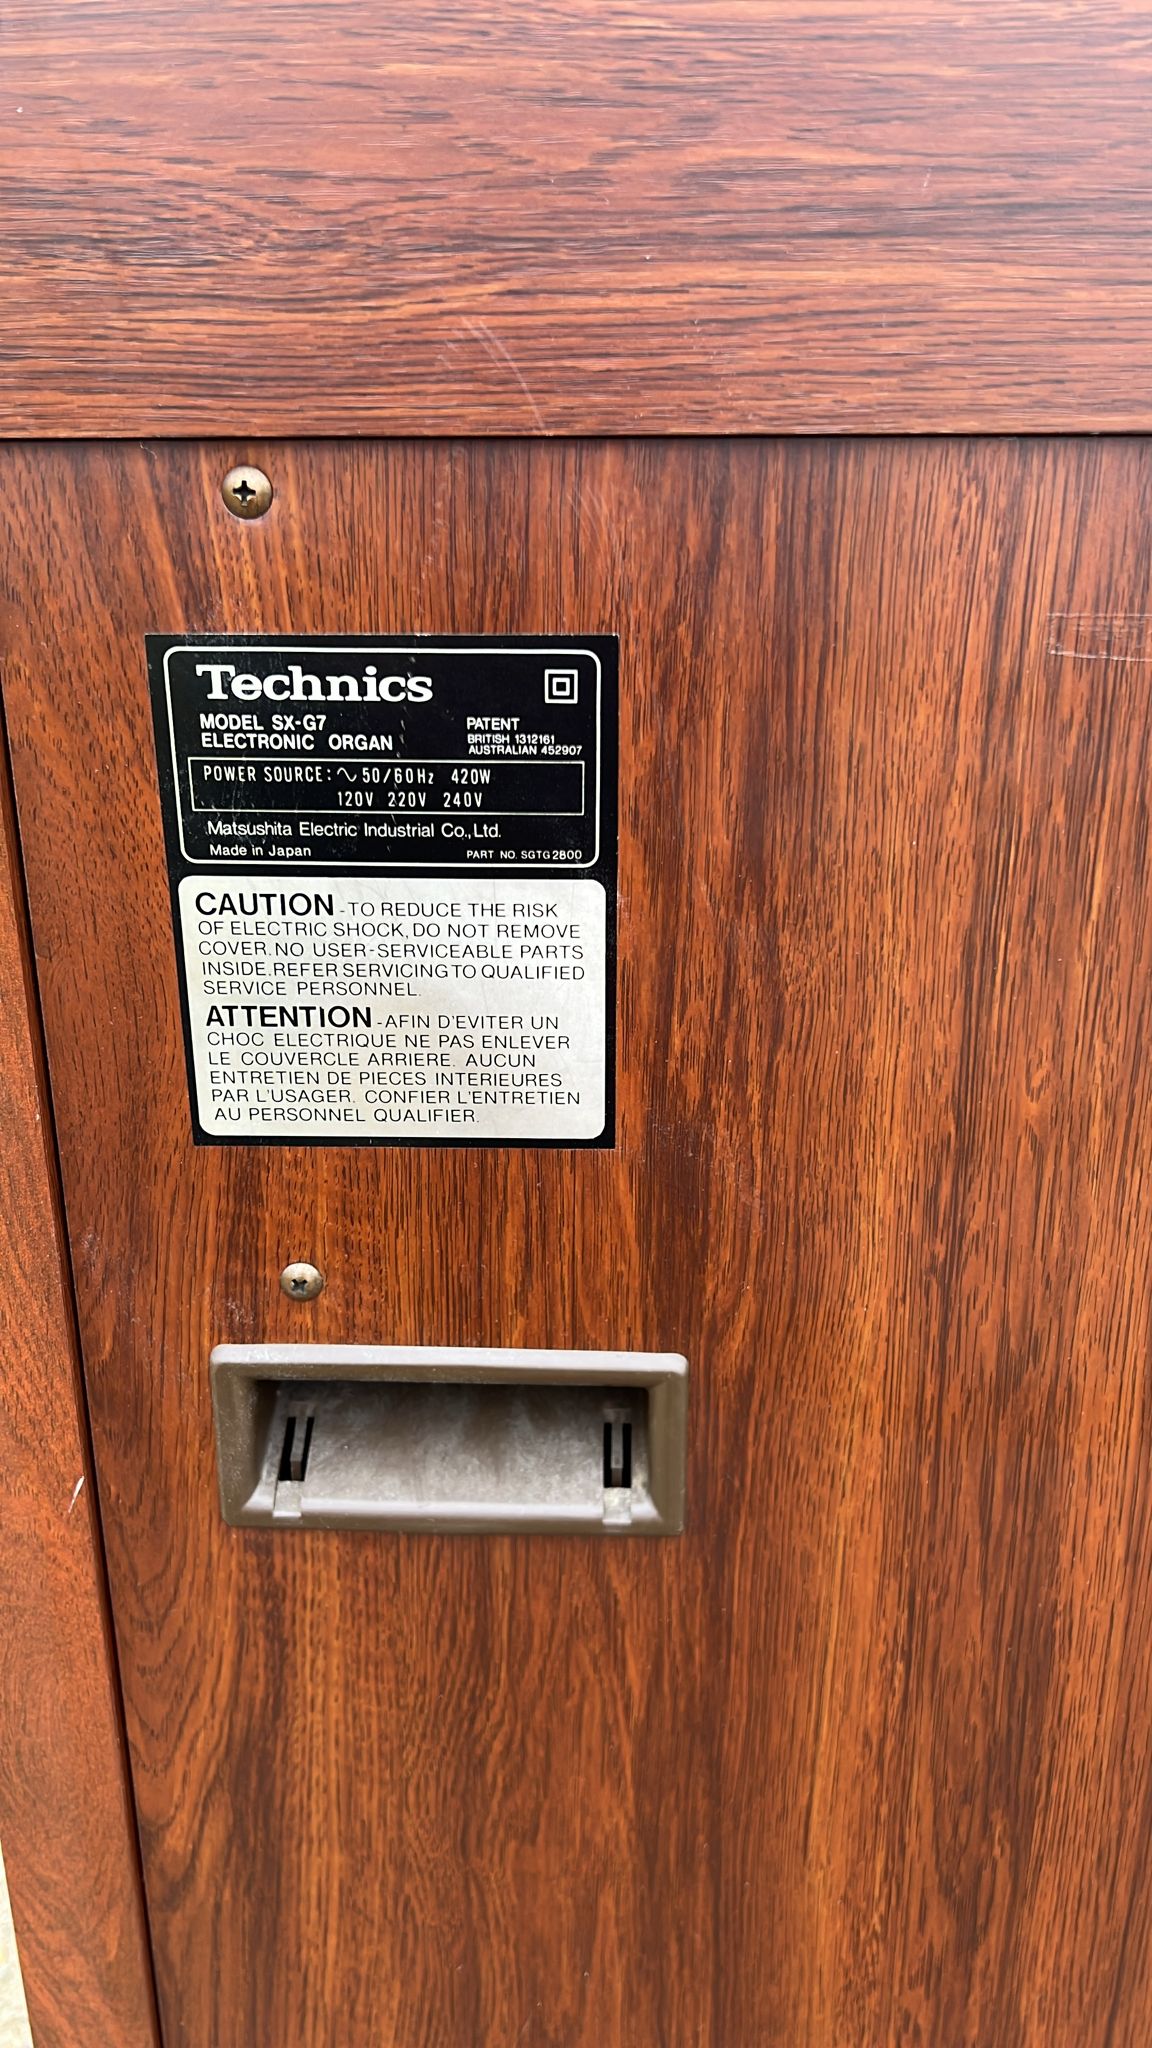 Technics
MODEL SX-G7
ELECTRONIC ORGAN
PATENT
BRITISH 1312161
AUSTRALIAN 452907
POWER SOURCE: ∿ 50/60Hz 420W
120V 220V 240V
Matsushita Electric Industrial Co., Ltd.
Made in Japan
PART NO. SGTG2800
CAUTION - TO REDUCE THE RISK
OF ELECTRIC SHOCK, DO NOT REMOVE
COVER. NO USER-SERVICEABLE PARTS
INSIDE. REFER SERVICING TO QUALIFIED
SERVICE PERSONNEL.
ATTENTION - AFIN D'EVITER UN
CHOC ELECTRIQUE NE PAS ENLEVER
LE COUVERCLE ARRIERE. AUCUN
ENTRETIEN DE PIECES INTERIEURES
PAR L'USAGER. CONFIER L'ENTRETIEN
AU PERSONNEL QUALIFIER.